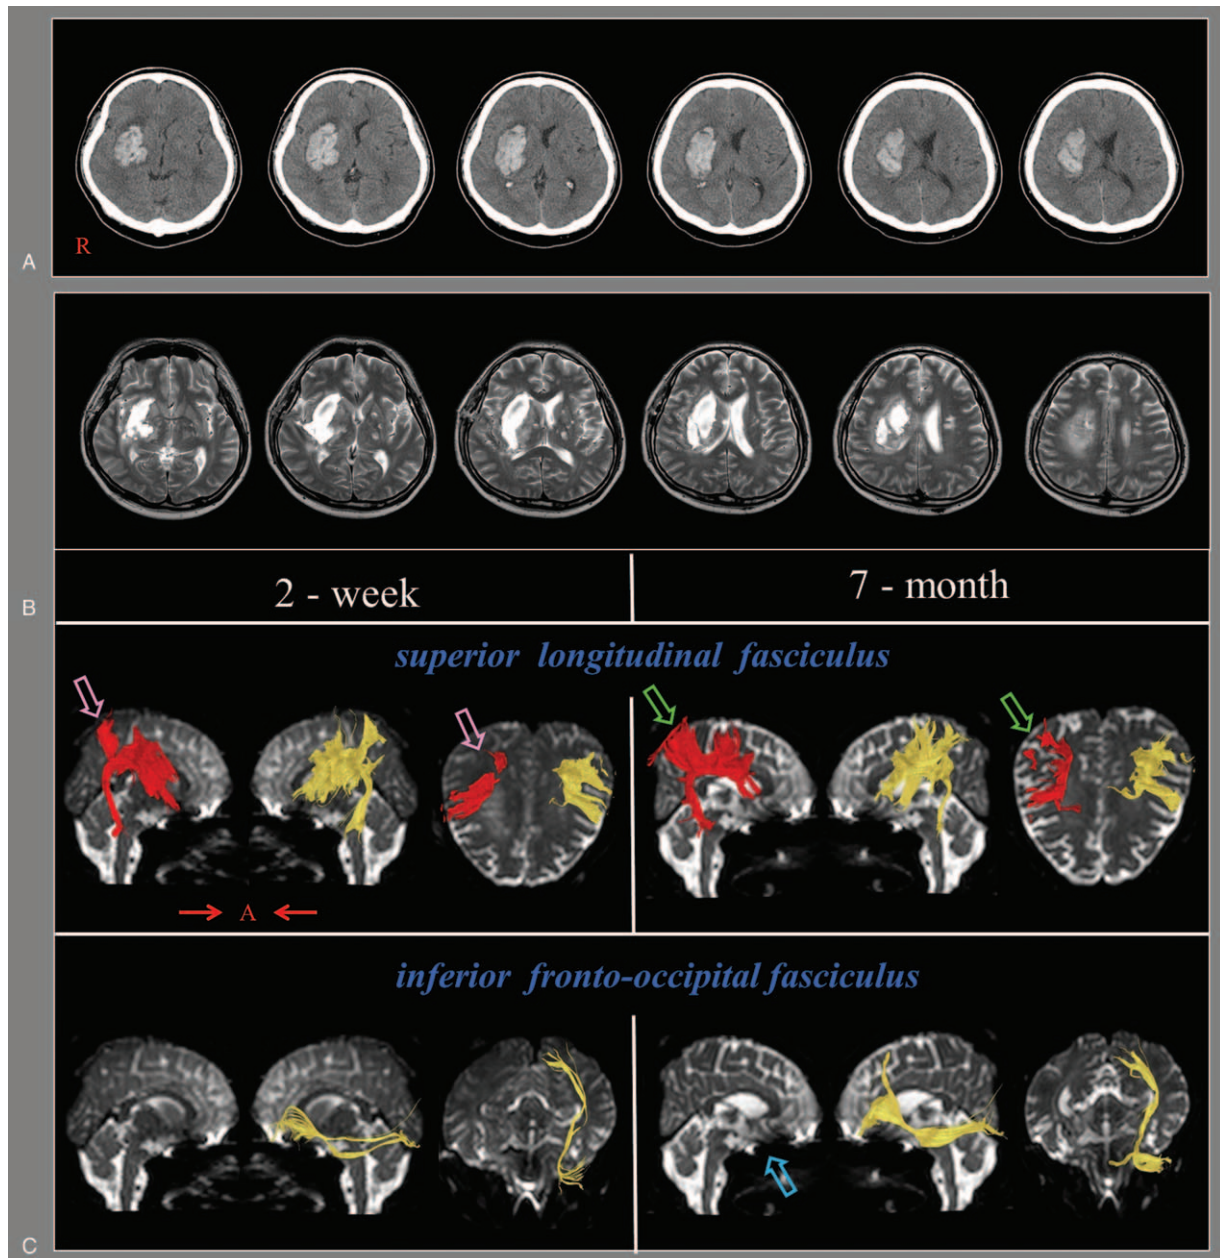 R
A
2 - week
7 - month
B
superior longitudinal fasciculus
A
inferior fronto-occipital fasciculus
C